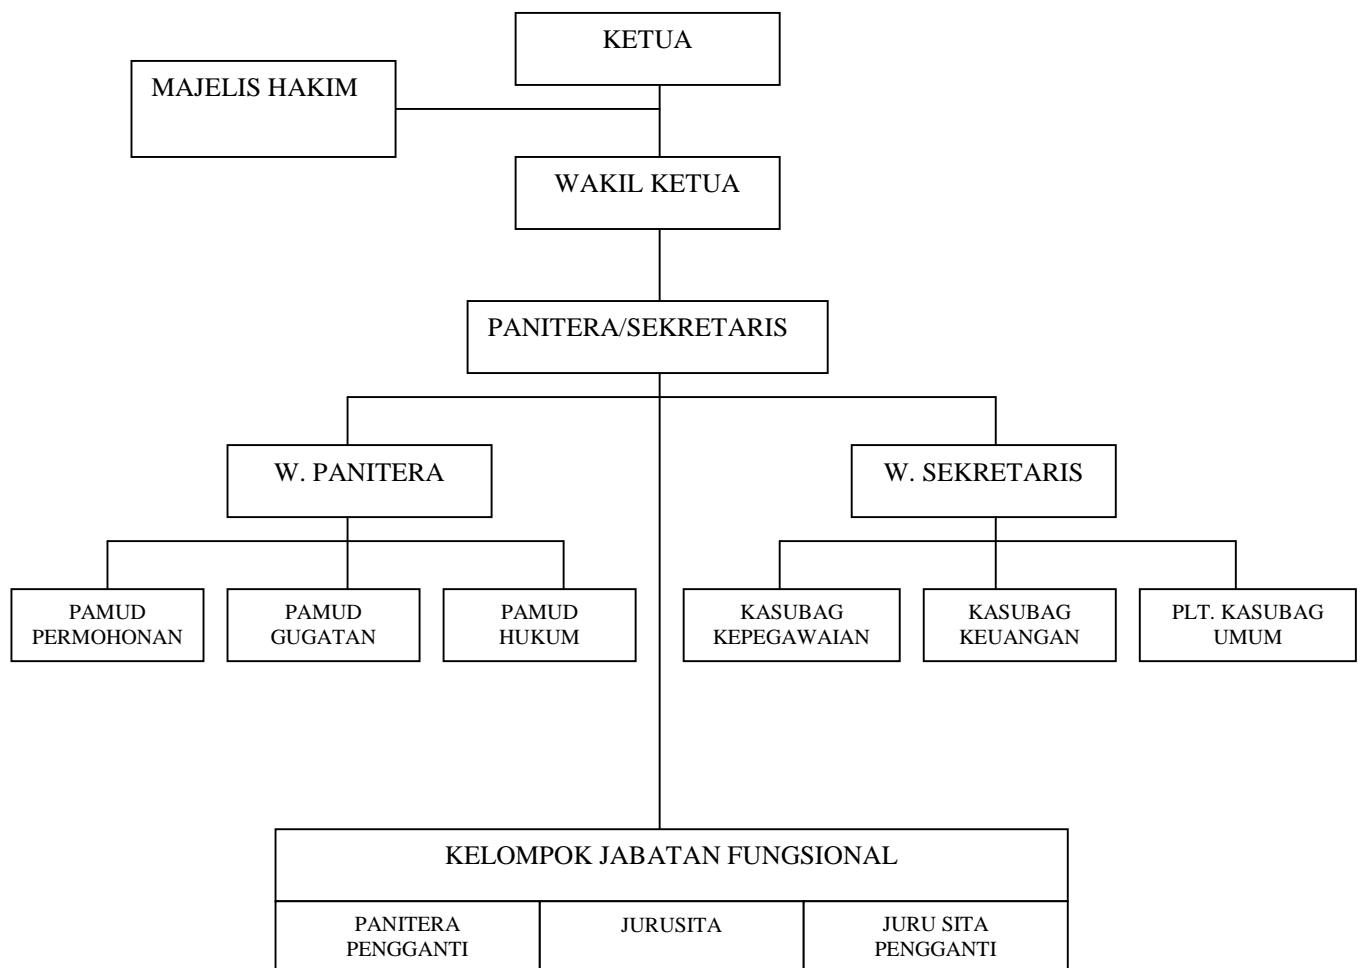 KETUA
MAJELIS HAKIM
WAKIL KETUA
PANITERA/SEKRETARIS
W. PANITERA
W. SEKRETARIS
PAMUD
PERMOHONAN
PAMUD
GUGATAN
PAMUD
HUKUM
KASUBAG
KEPEGAWAIAN
KASUBAG
KEUANGAN
PLT. KASUBAG
UMUM
KELOMPOK JABATAN FUNGSIONAL
PANITERA
PENGGANTI
JURUSITA
JURU SITA
PENGGANTI